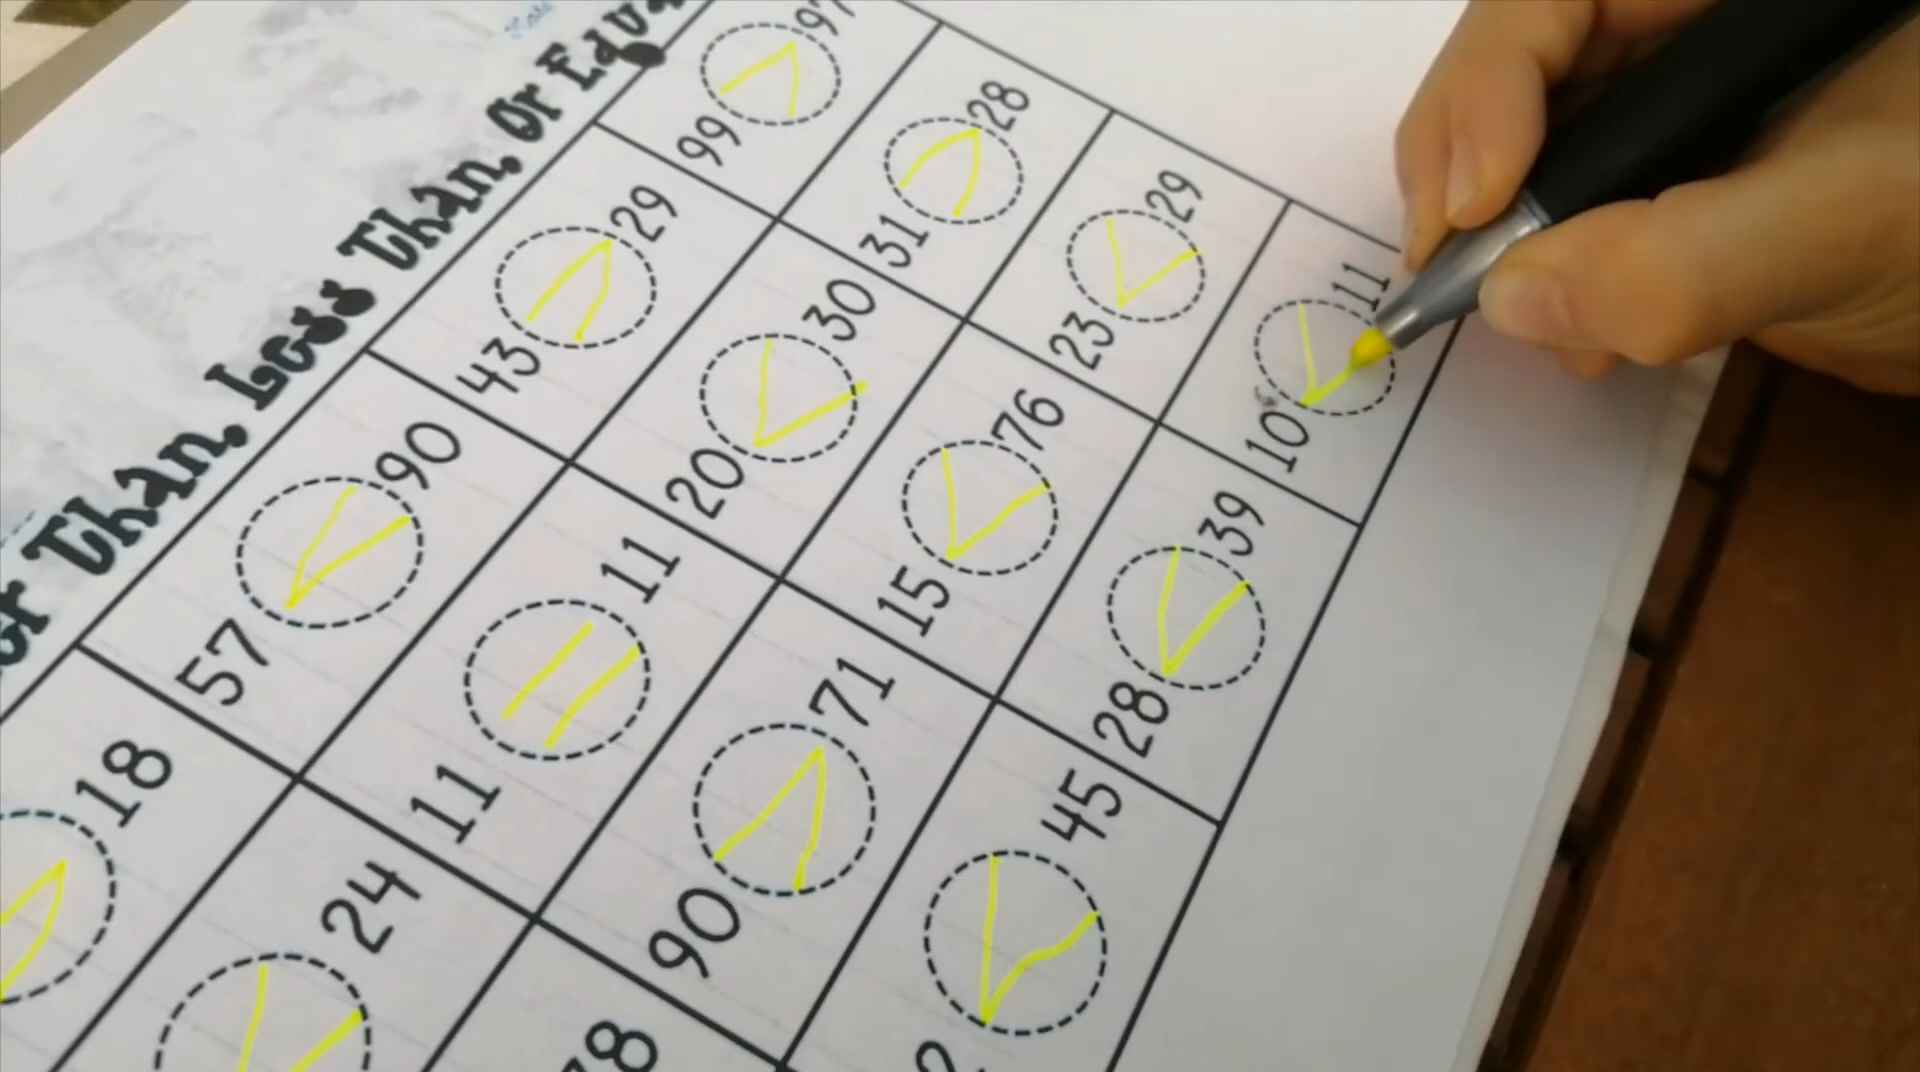 er Than, Less Than, Or Equa
18
57 < 90
43 > 29
99 > 97
24
11 = 11
20 < 30
31 > 28
90 > 71
15 < 76
23 < 29
45
28 < 39
10 < 11